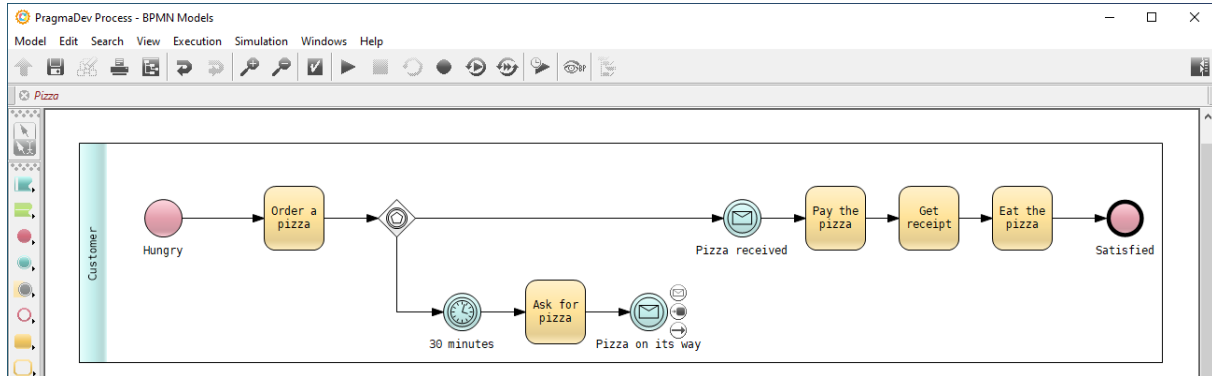 PragmaDev Process - BPMN Models
Model Edit Search View Execution Simulation Windows Help
BP
Pizza
Customer
Hungry
Order a
pizza
Pizza received
Pay the
pizza
Get
receipt
Eat the
pizza
Satisfied
30 minutes
Ask for
pizza
Pizza on its way